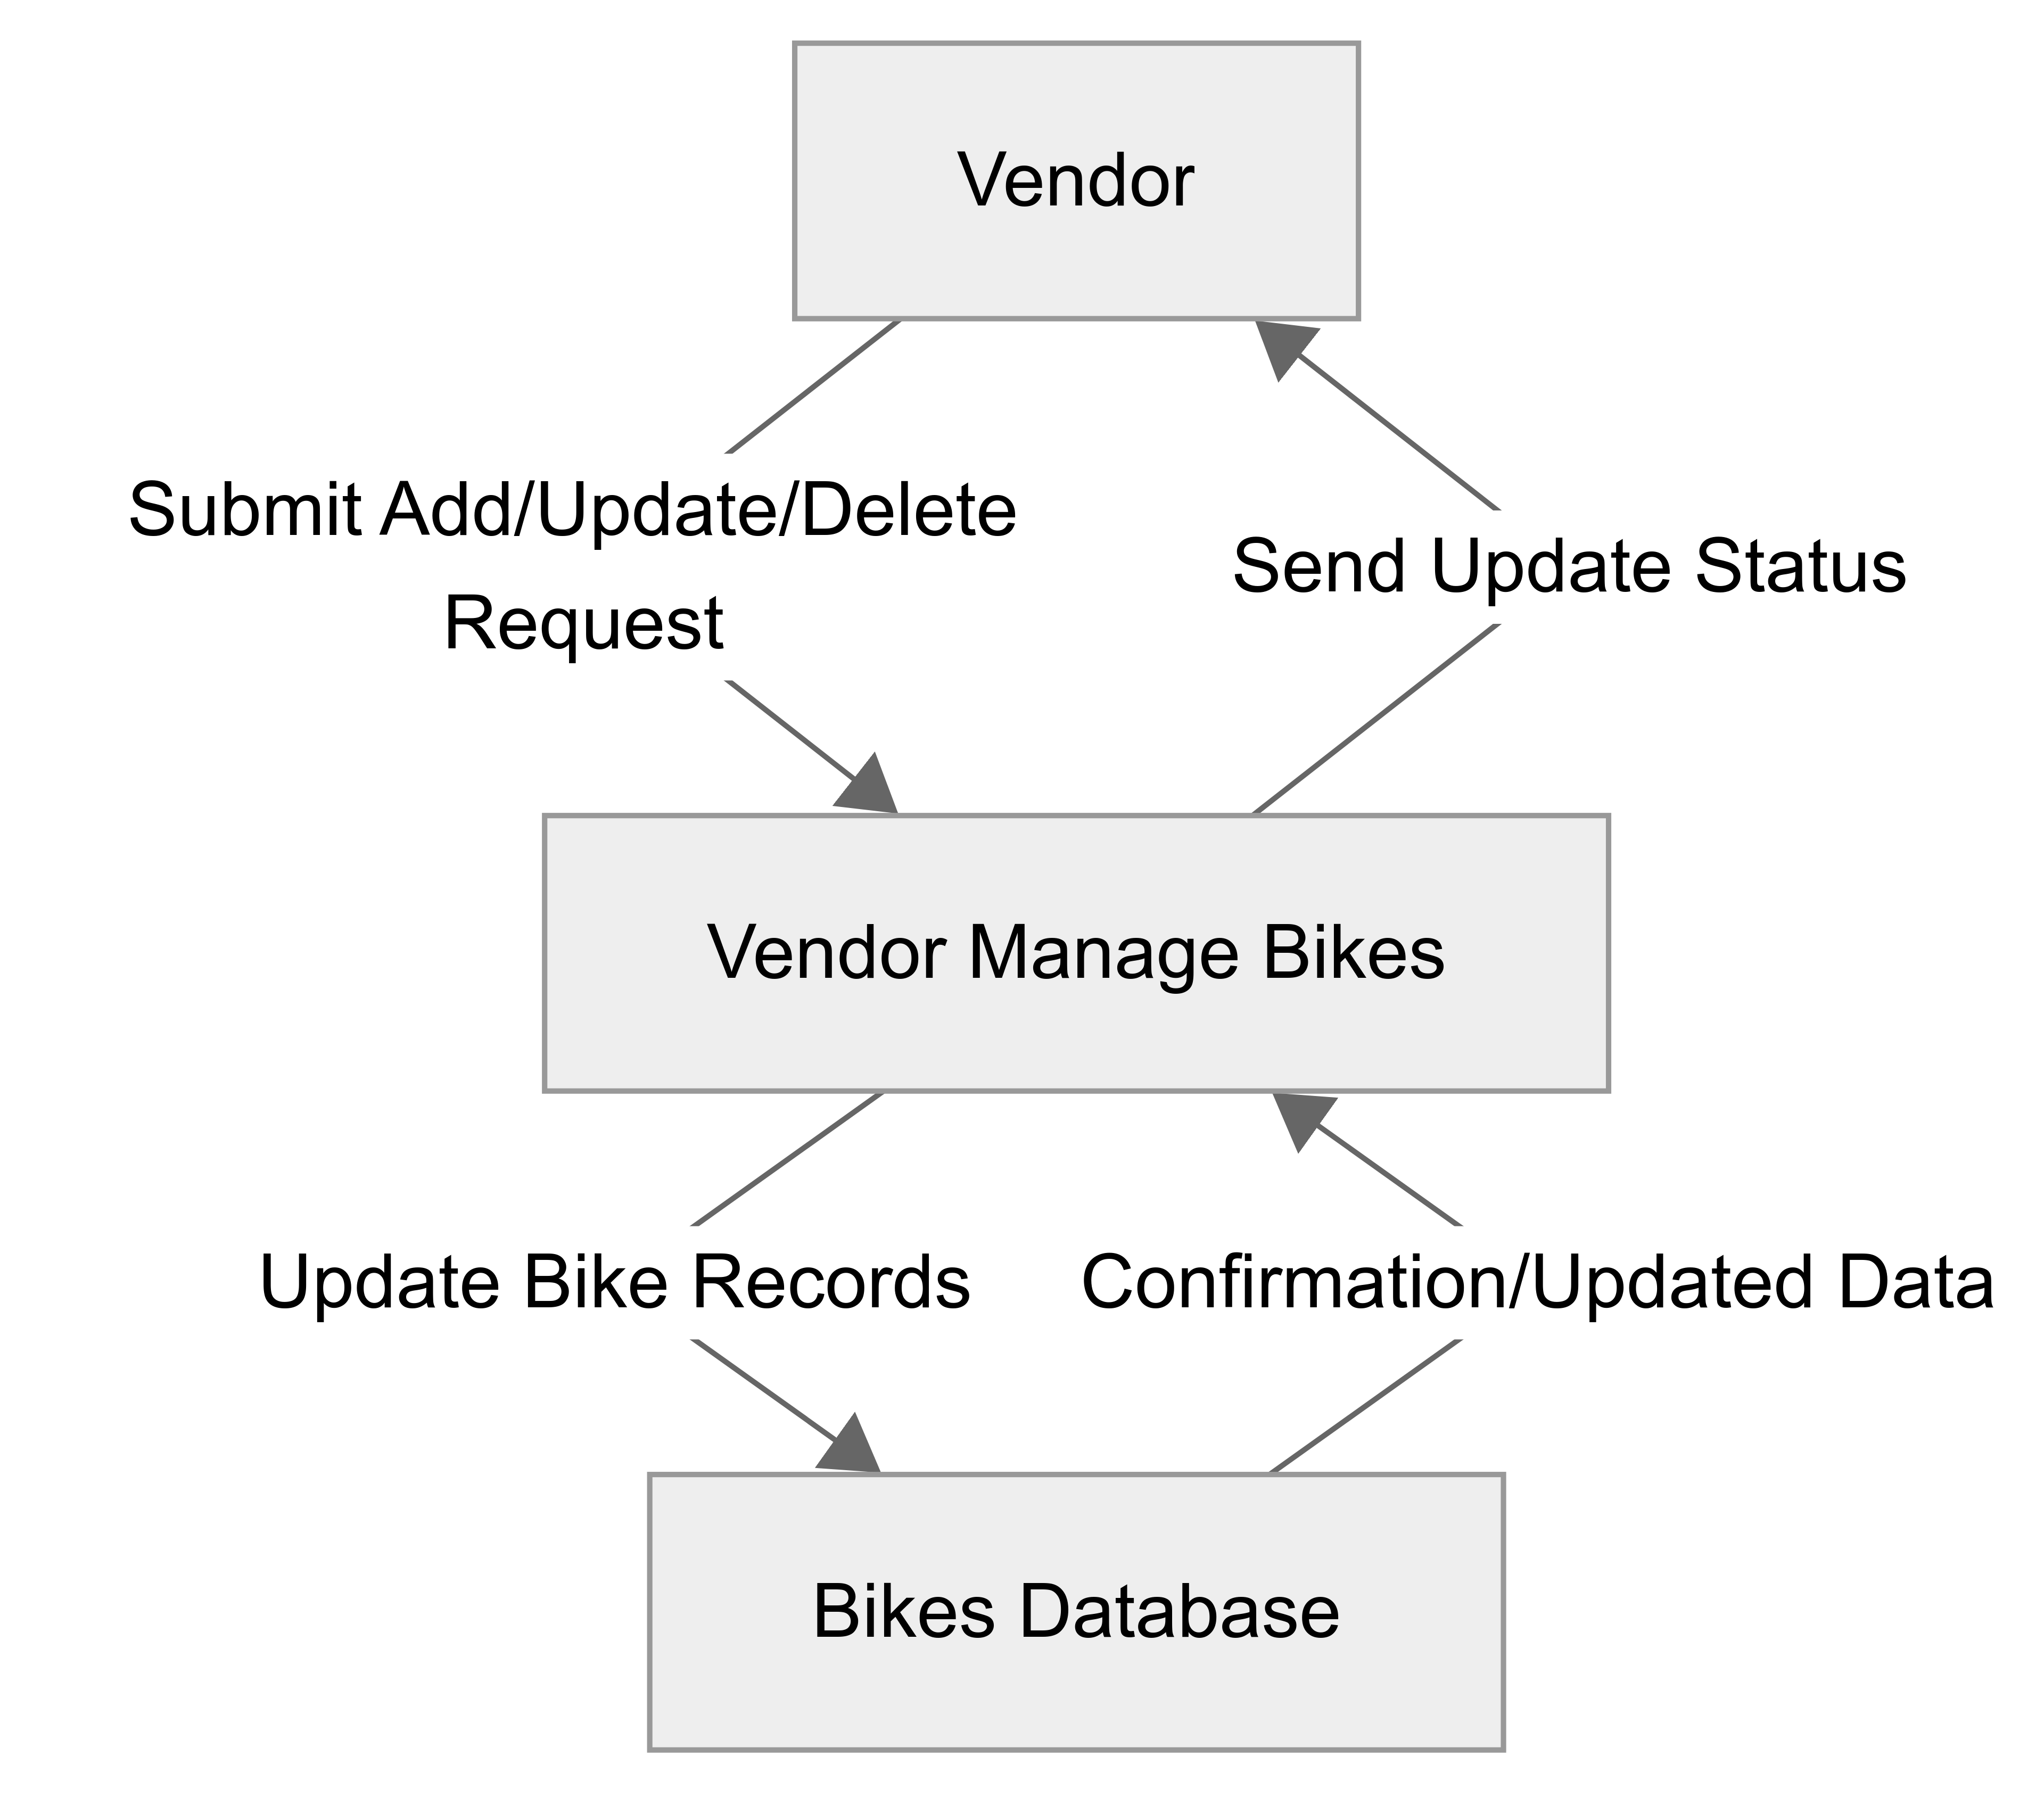 Vendor
Submit Add/Update/Delete
Request
Send Update Status
Vendor Manage Bikes
Update Bike Records
Confirmation/Updated Data
Bikes Database